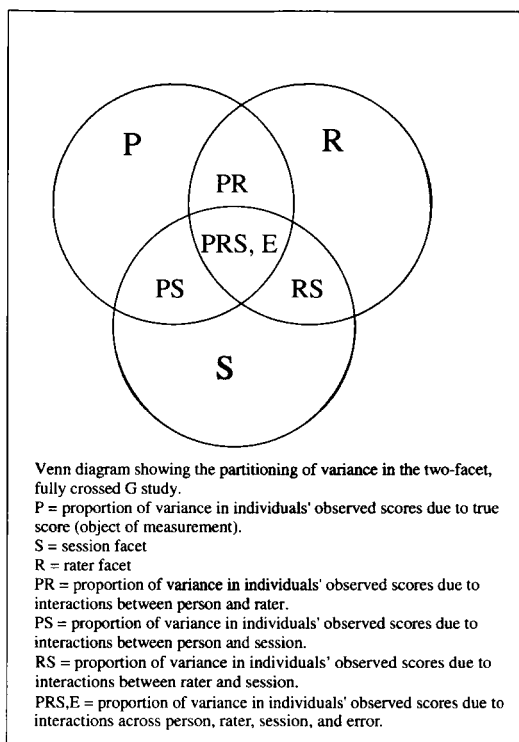 P
R
PR
PRS, E
PS
RS
S
Venn diagram showing the partitioning of variance in the two-facet,
fully crossed G study.
P = proportion of variance in individuals' observed scores due to true
score (object of measurement).
S = session facet
R = rater facet
PR = proportion of variance in individuals' observed scores due to
interactions between person and rater.
PS = proportion of variance in individuals' observed scores due to
interactions between person and session.
RS = proportion of variance in individuals' observed scores due to
interactions between rater and session.
PRS,E = proportion of variance in individuals' observed scores due to
interactions across person, rater, session, and error.